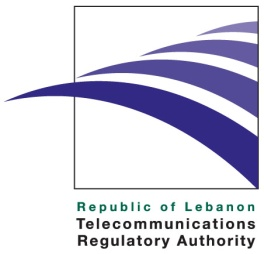 Republic of Lebanon
Telecommunications
Regulatory Authority